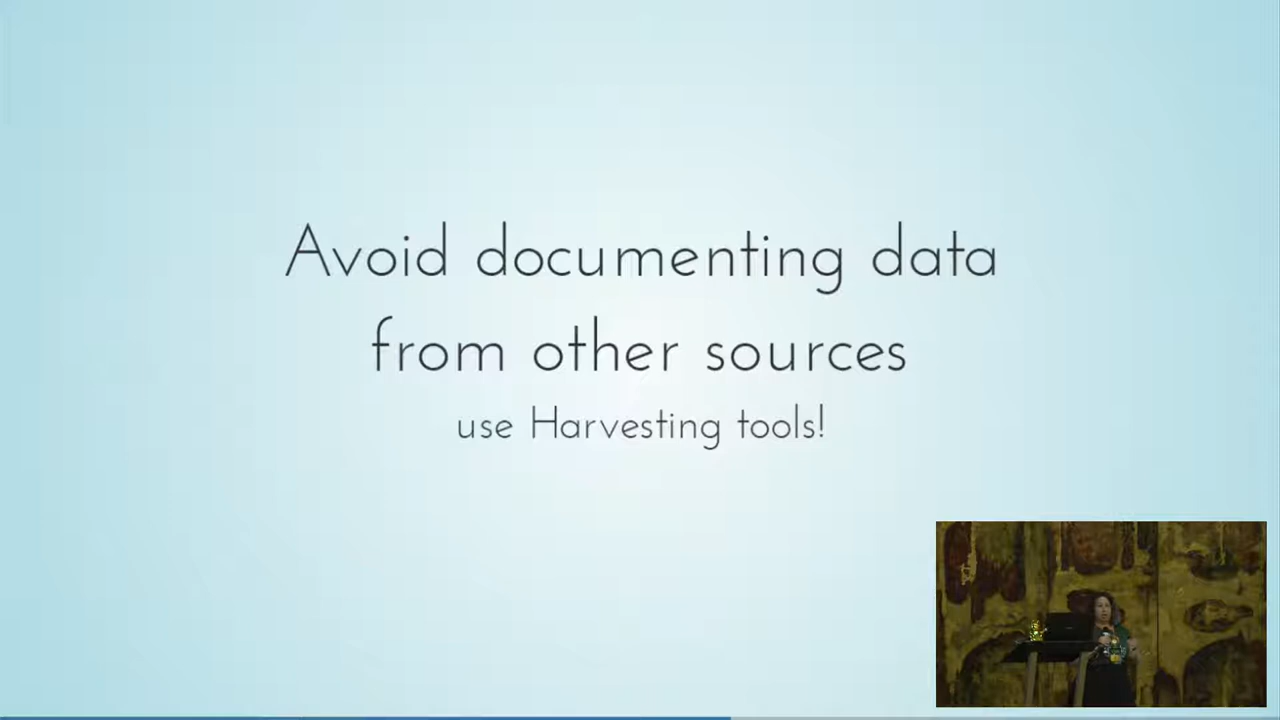 Avoid documenting data
from other sources
use Harvesting tools!